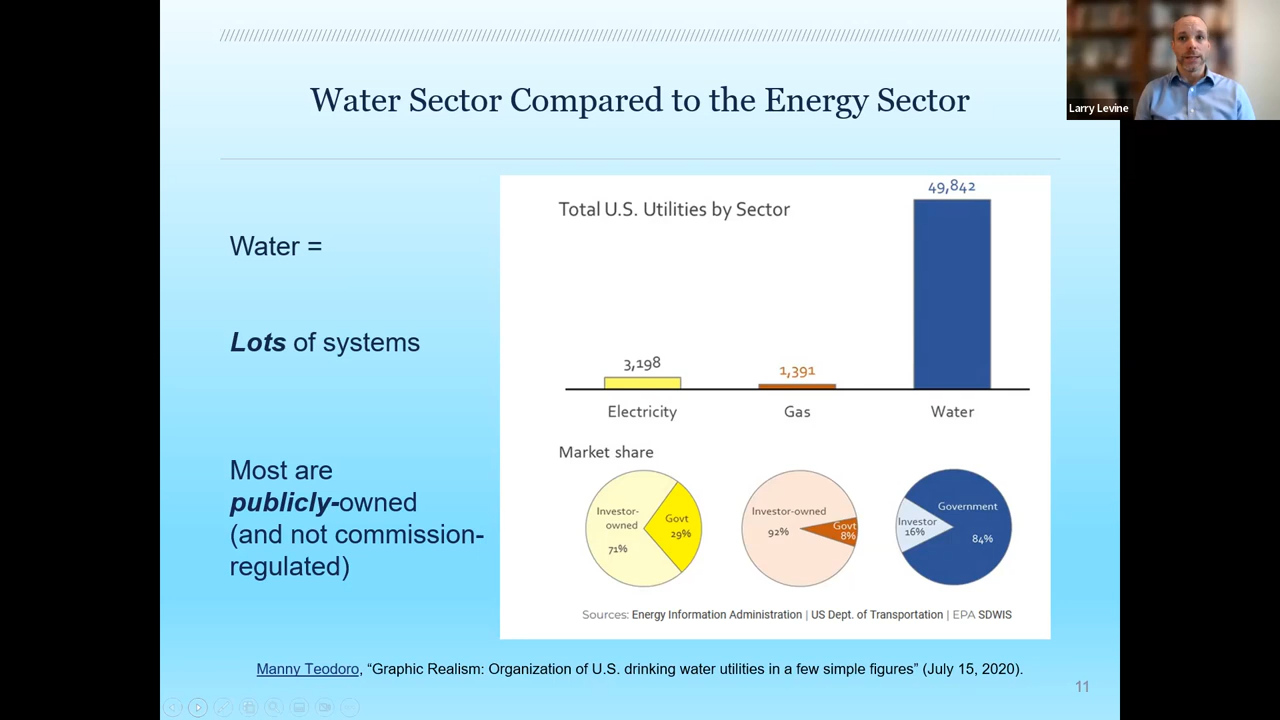 Water Sector Compared to the Energy Sector
Larry Levine
Water =
Lots of systems
Most are
publicly-owned
(and not commission-
regulated)
Total U.S. Utilities by Sector
49,842
3,198
1,391
Electricity
Gas
Water
Market share
Investor-
owned
71%
Govt
29%
Investor-owned
92%
Govt
8%
Government
84%
Investor
16%
Sources: Energy Information Administration | US Dept. of Transportation | EPA SDWIS
Manny Teodoro, “Graphic Realism: Organization of U.S. drinking water utilities in a few simple figures” (July 15, 2020).
11